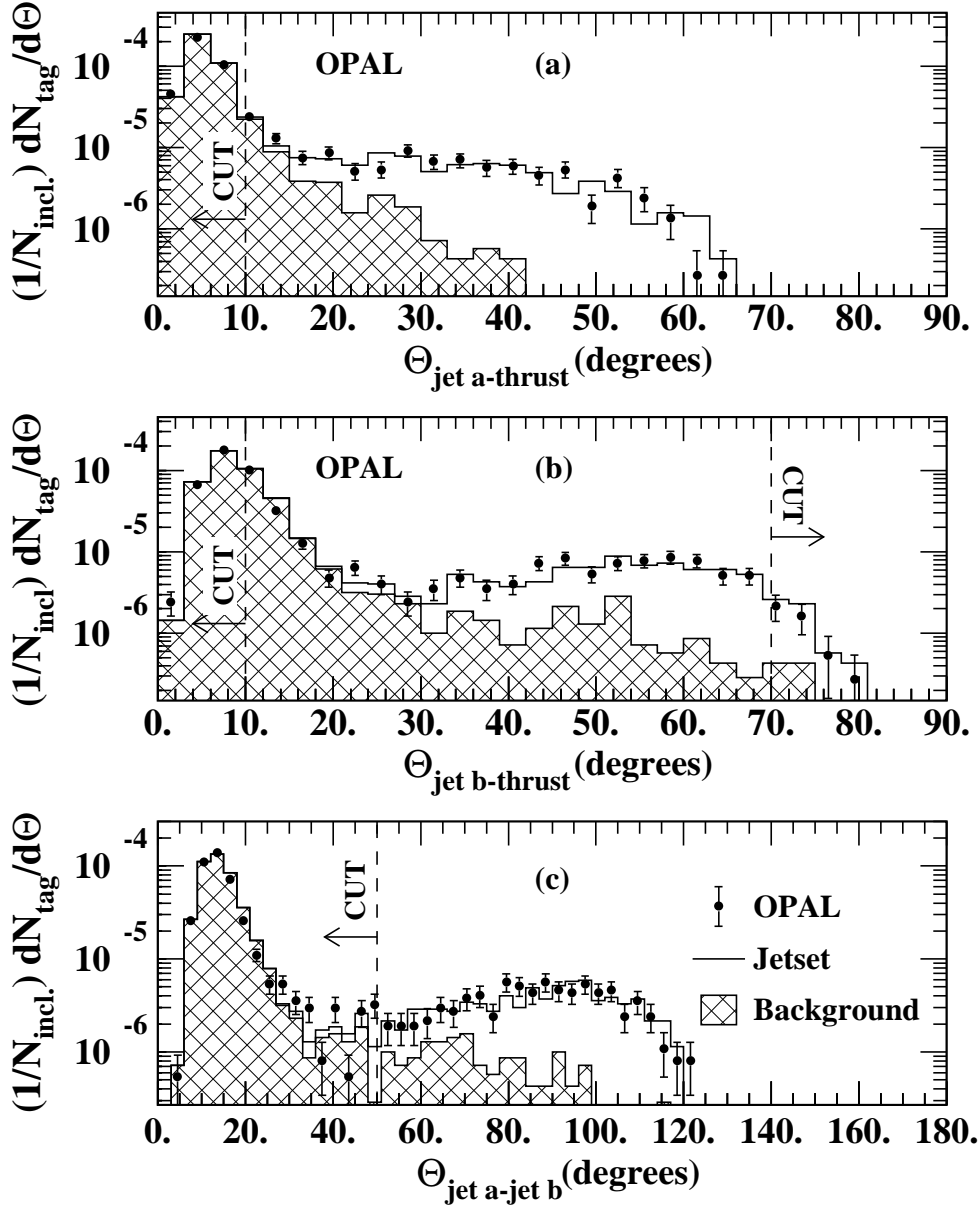 (1/N_incl.) dN_tag/dΘ
10^-4
10^-5
10^-6
OPAL
(a)
CUT
0. 10. 20. 30. 40. 50. 60. 70. 80. 90.
Θ_jet a-thrust (degrees)
(1/N_incl) dN_tag/dΘ
10^-4
10^-5
10^-6
OPAL
(b)
CUT
CUT
0. 10. 20. 30. 40. 50. 60. 70. 80. 90.
Θ_jet b-thrust (degrees)
(1/N_incl.) dN_tag/dΘ
10^-4
10^-5
10^-6
CUT
(c)
OPAL
Jetset
Background
0. 20. 40. 60. 80. 100. 120. 140. 160. 180.
Θ_jet a-jet b (degrees)